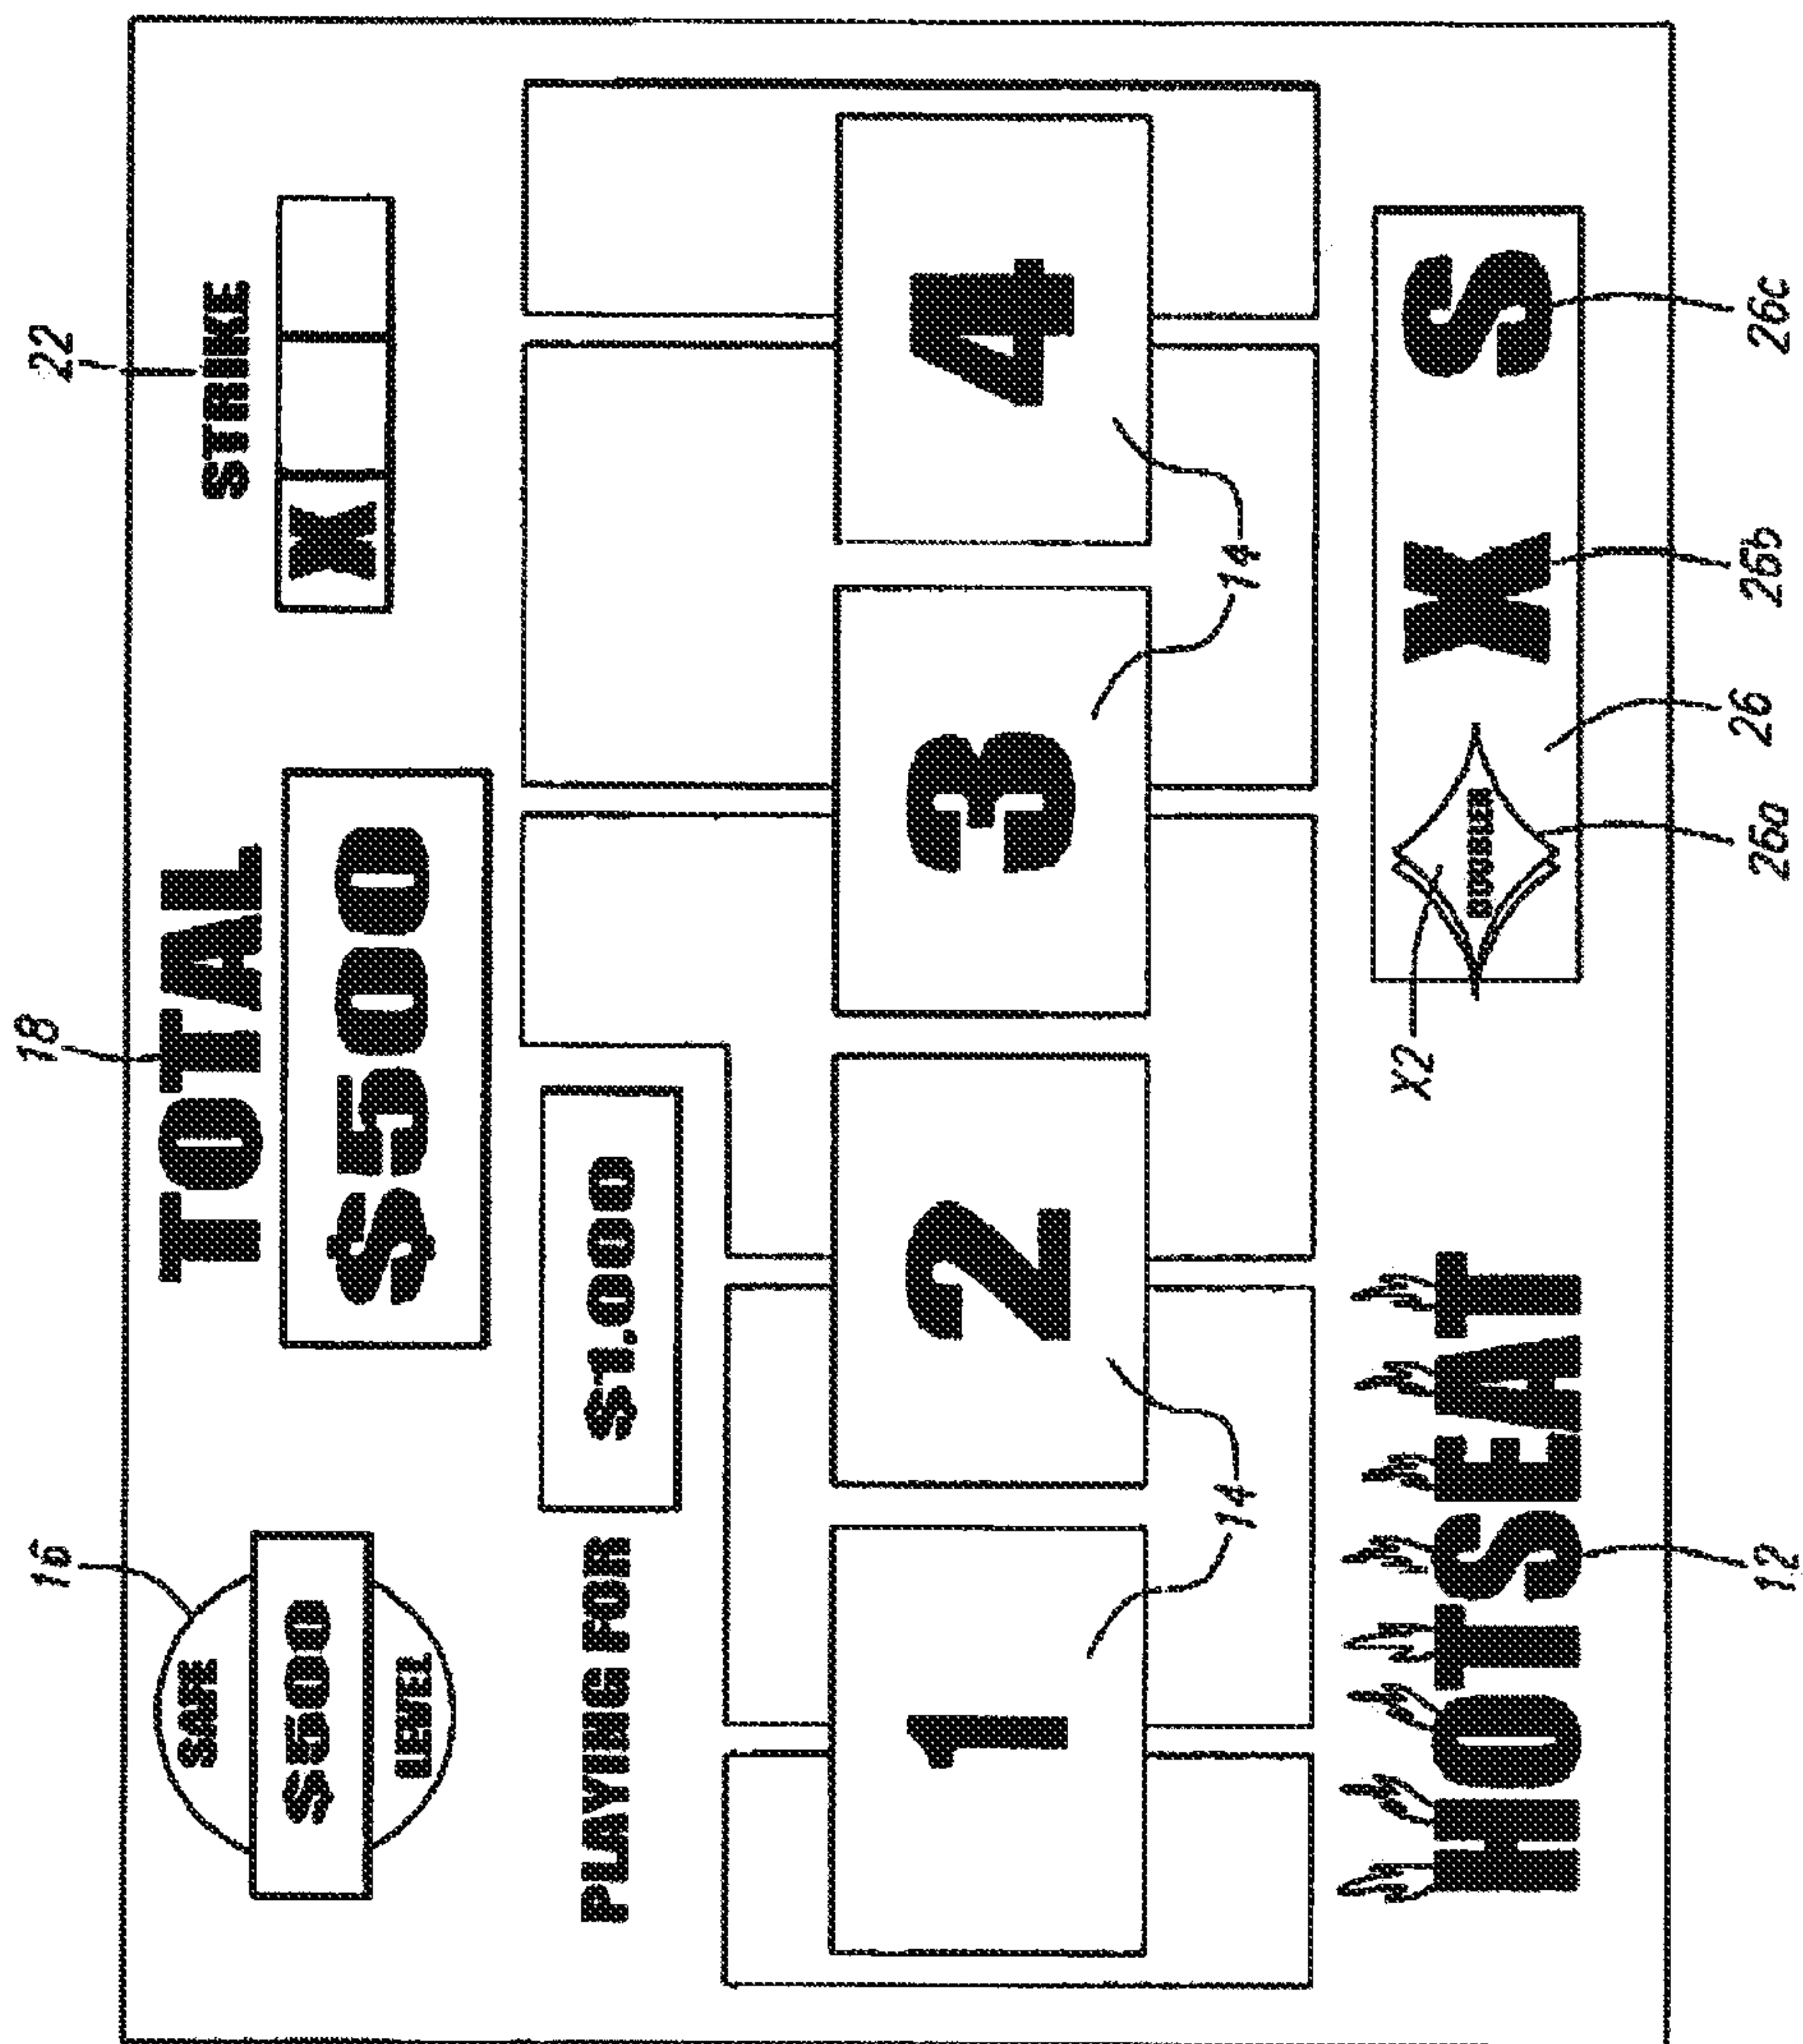 16
18
22
SAFE
$500
LEVEL
TOTAL
$500
STRIKE
X
PLAYING FOR
$1,000
1
2
3
4
14
14
HOTSEAT
12
X2
DOUBLER
X
S
26a
26
26b
26c